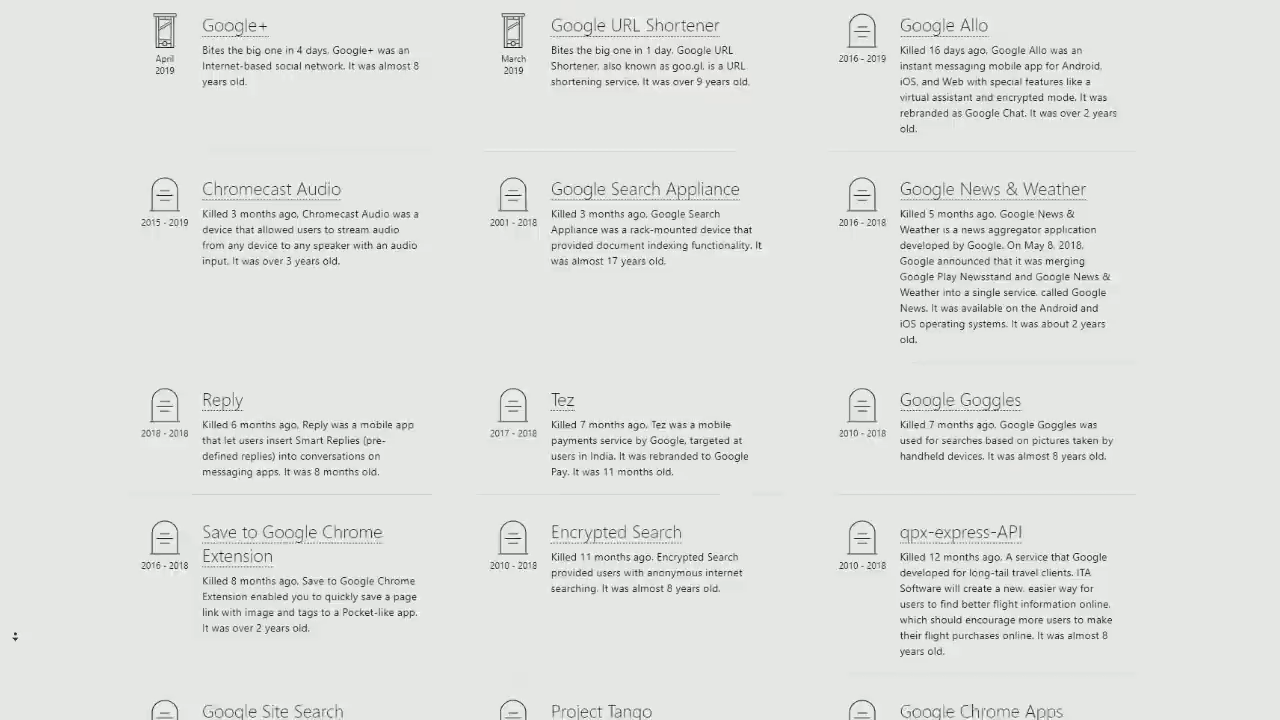 Google+
April
2019
Bites the big one in 4 days, Google+ was an
Internet-based social network. It was almost 8
years old.
Google URL Shortener
March
2019
Bites the big one in 1 day, Google URL
Shortener, also known as goo.gl, is a URL
shortening service. It was over 9 years old.
Google Allo
2016 - 2019
Killed 16 days ago, Google Allo was an
instant messaging mobile app for Android,
iOS, and Web with special features like a
virtual assistant and encrypted mode. It was
rebranded as Google Chat. It was over 2 years
old.
Chromecast Audio
2015 - 2019
Killed 3 months ago, Chromecast Audio was a
device that allowed users to stream audio
from any device to any speaker with an audio
input. It was over 3 years old.
Google Search Appliance
2001 - 2018
Killed 3 months ago, Google Search
Appliance was a rack-mounted device that
provided document indexing functionality. It
was almost 17 years old.
Google News & Weather
2016 - 2018
Killed 5 months ago, Google News &
Weather is a news aggregator application
developed by Google. On May 8, 2018,
Google announced that it was merging
Google Play Newsstand and Google News &
Weather into a single service, called Google
News. It was available on the Android and
iOS operating systems. It was about 2 years
old.
Reply
2018 - 2018
Killed 6 months ago, Reply was a mobile app
that let users insert Smart Replies (pre-
defined replies) into conversations on
messaging apps. It was 8 months old.
Tez
2017 - 2018
Killed 7 months ago, Tez was a mobile
payments service by Google, targeted at
users in India. It was rebranded to Google
Pay. It was 11 months old.
Google Goggles
2010 - 2018
Killed 7 months ago, Google Goggles was
used for searches based on pictures taken by
handheld devices. It was almost 8 years old.
Save to Google Chrome
Extension
2016 - 2018
Killed 8 months ago, Save to Google Chrome
Extension enabled you to quickly save a page
link with image and tags to a Pocket-like app.
It was over 2 years old.
Encrypted Search
2010 - 2018
Killed 11 months ago, Encrypted Search
provided users with anonymous internet
searching. It was almost 8 years old.
qpx-express-API
2010 - 2018
Killed 12 months ago, A service that Google
developed for long-tail travel clients. ITA
Software will create a new, easier way for
users to find better flight information online,
which should encourage more users to make
their flight purchases online. It was almost 8
years old.
Google Site Search
Project Tango
Google Chrome Apps